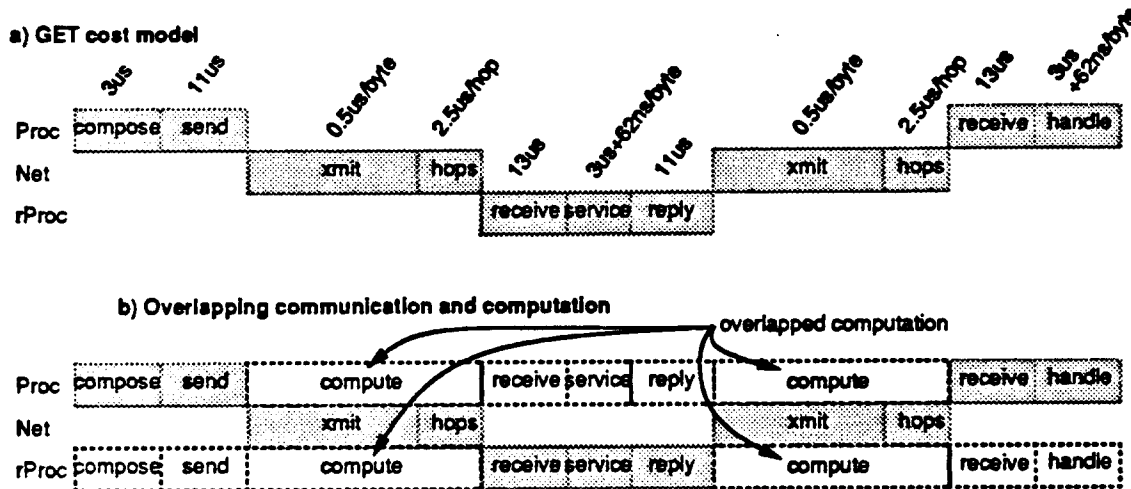 a) GET cost model
3us 11us 0.5us/byte 2.5us/hop 13us 3us+62ns/byte 11us 0.5us/byte 2.5us/hop 13us 3us +62ns/byte
Proc compose send receive handle
Net xmit hops xmit hops
rProc receive service reply
b) Overlapping communication and computation
overlapped computation
Proc compose send compute receive service reply compute receive handle
Net xmit hops xmit hops
rProc compose send compute receive service reply compute receive handle